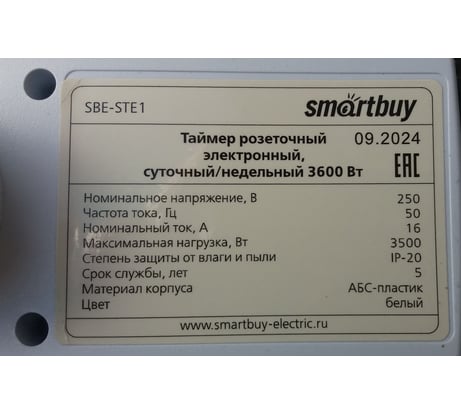 SBE-STE1 smartbuy
Таймер розеточный 09.2024
электронный,
суточный/недельный 3600 Вт EAC
Номинальное напряжение, В 250
Частота тока, Гц 50
Номинальный ток, А 16
Максимальная нагрузка, Вт 3500
Степень защиты от влаги и пыли IP-20
Срок службы, лет 5
Материал корпуса АБС-пластик
Цвет белый
www.smartbuy-electric.ru